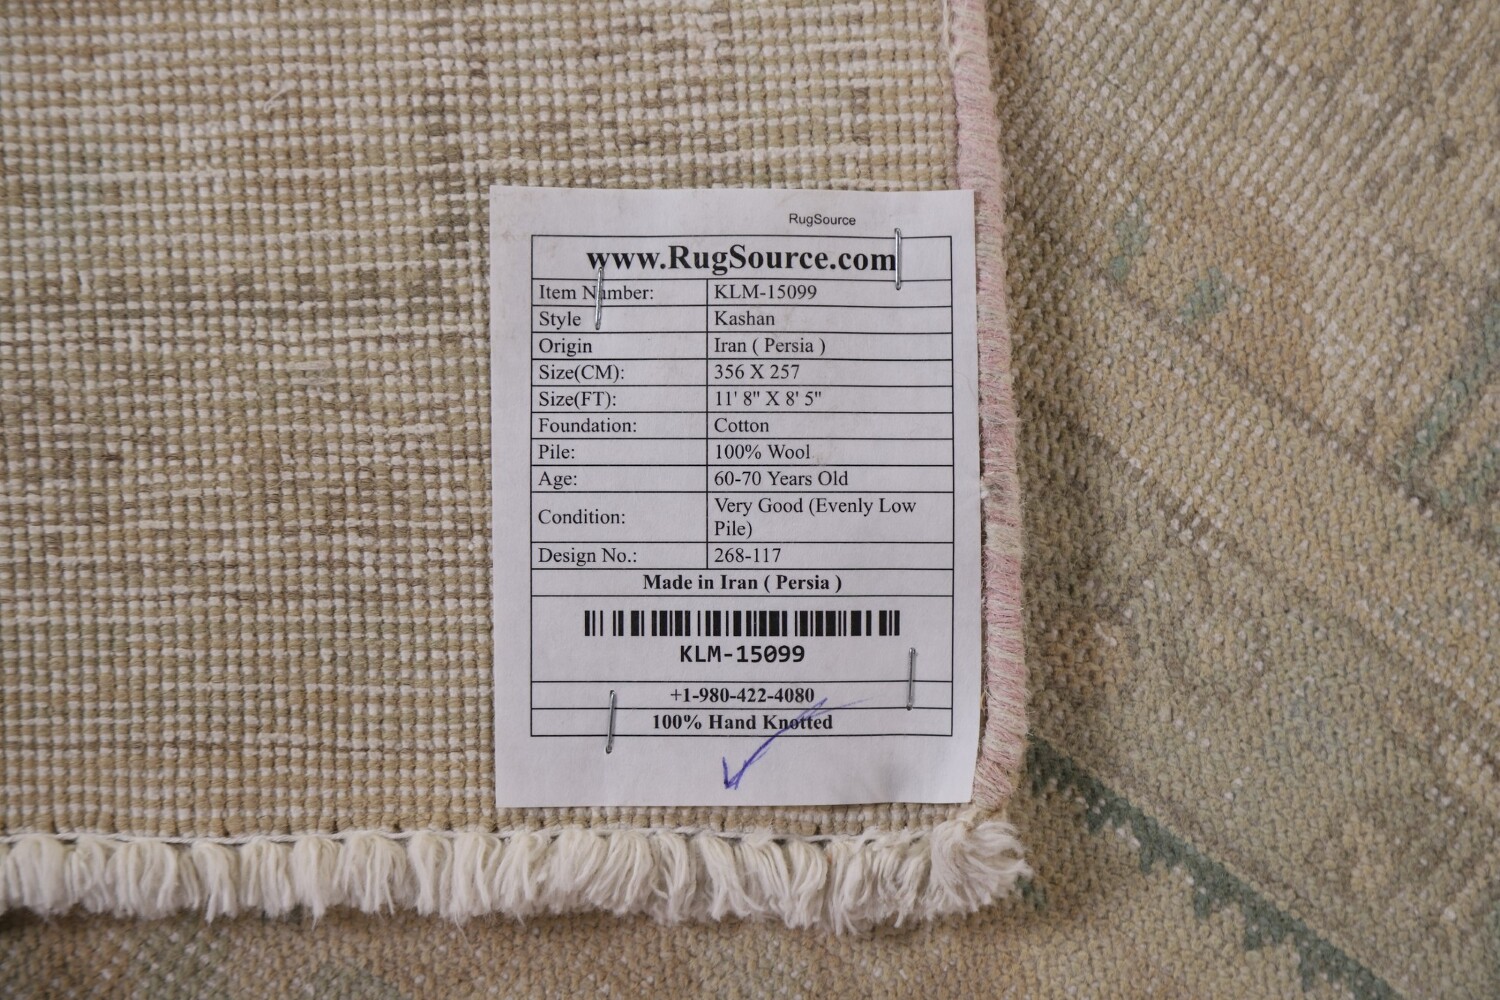 RugSource
www.RugSource.com
Item Number: KLM-15099
Style Kashan
Origin Iran ( Persia )
Size(CM): 356 X 257
Size(FT): 11' 8" X 8' 5"
Foundation: Cotton
Pile: 100% Wool
Age: 60-70 Years Old
Condition: Very Good (Evenly Low
Pile)
Design No.: 268-117
Made in Iran ( Persia )
KLM-15099
+1-980-422-4080
100% Hand Knotted